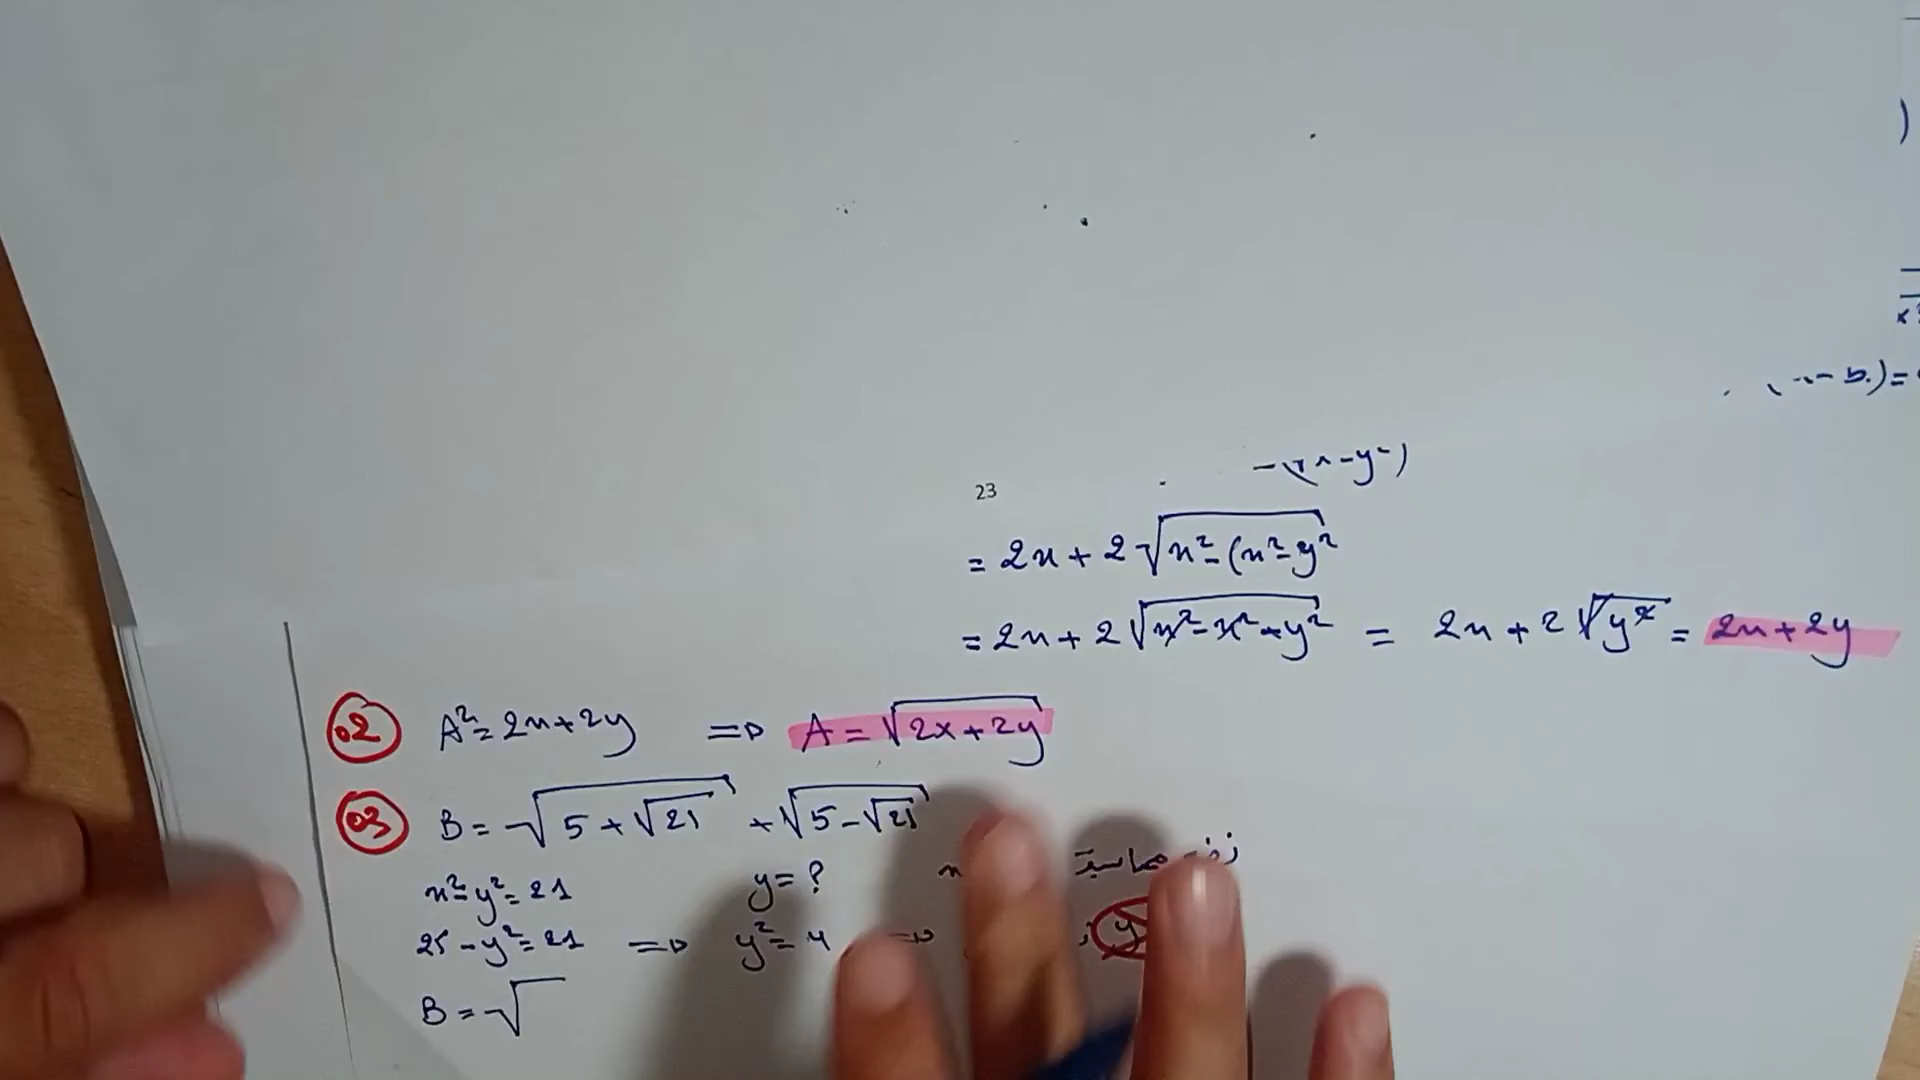 )
x
- b.) =
- y²)
23
= 2x + 2√x² - (x² - y²
= 2x + 2√x² - x² + y² = 2x + 2√y² = 2x + 2y
02 A² = 2x + 2y => A = √2x + 2y
03 B = √5 + √21 + √5 - √21
x² - y² = 21 y = ?
25 - y² = 21 => y² = 4 => y
B = √